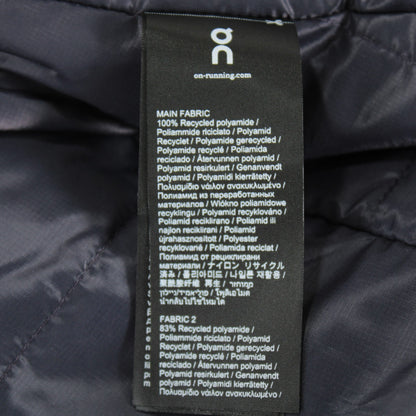 on
on-running.com
MAIN FABRIC
100% Recycled polyamide /
Poliammide riciclato / Polyamid
Recyclet / Polyamide gerecycled /
Polyamide recyclé / Poliamida
reciclado / Återvunnen polyamid /
Polyamid resirkulert / Genanvendt
polyamid / Polyamidi kierrätetty /
Πολυαμίδιο νάιλον ανακυκλωμένο /
Полиамид из переработанных
материалов / Włókno poliamidowe
recyklingu / Polyamid recyklováno /
Poliamid reciklirano / Poliamid ili
najlon reciklirani / Poliamid
újrahasznosított / Polyester
recyklované / Poliamida reciclat /
Полиамид от рециклирани
материали / ナイロン リサイクル
済み / 폴리아미드 / 나일론 재활용 /
FABRIC 2
83% Recycled polyamide /
Poliammide riciclato / Polyamid
Recyclet / Polyamide gerecycled /
Polyamide recyclé / Poliamida
reciclado / Återvunnen polyamid /
Polyamid resirkulert / Genanvendt
polyamid / Polyamidi kierrätetty /